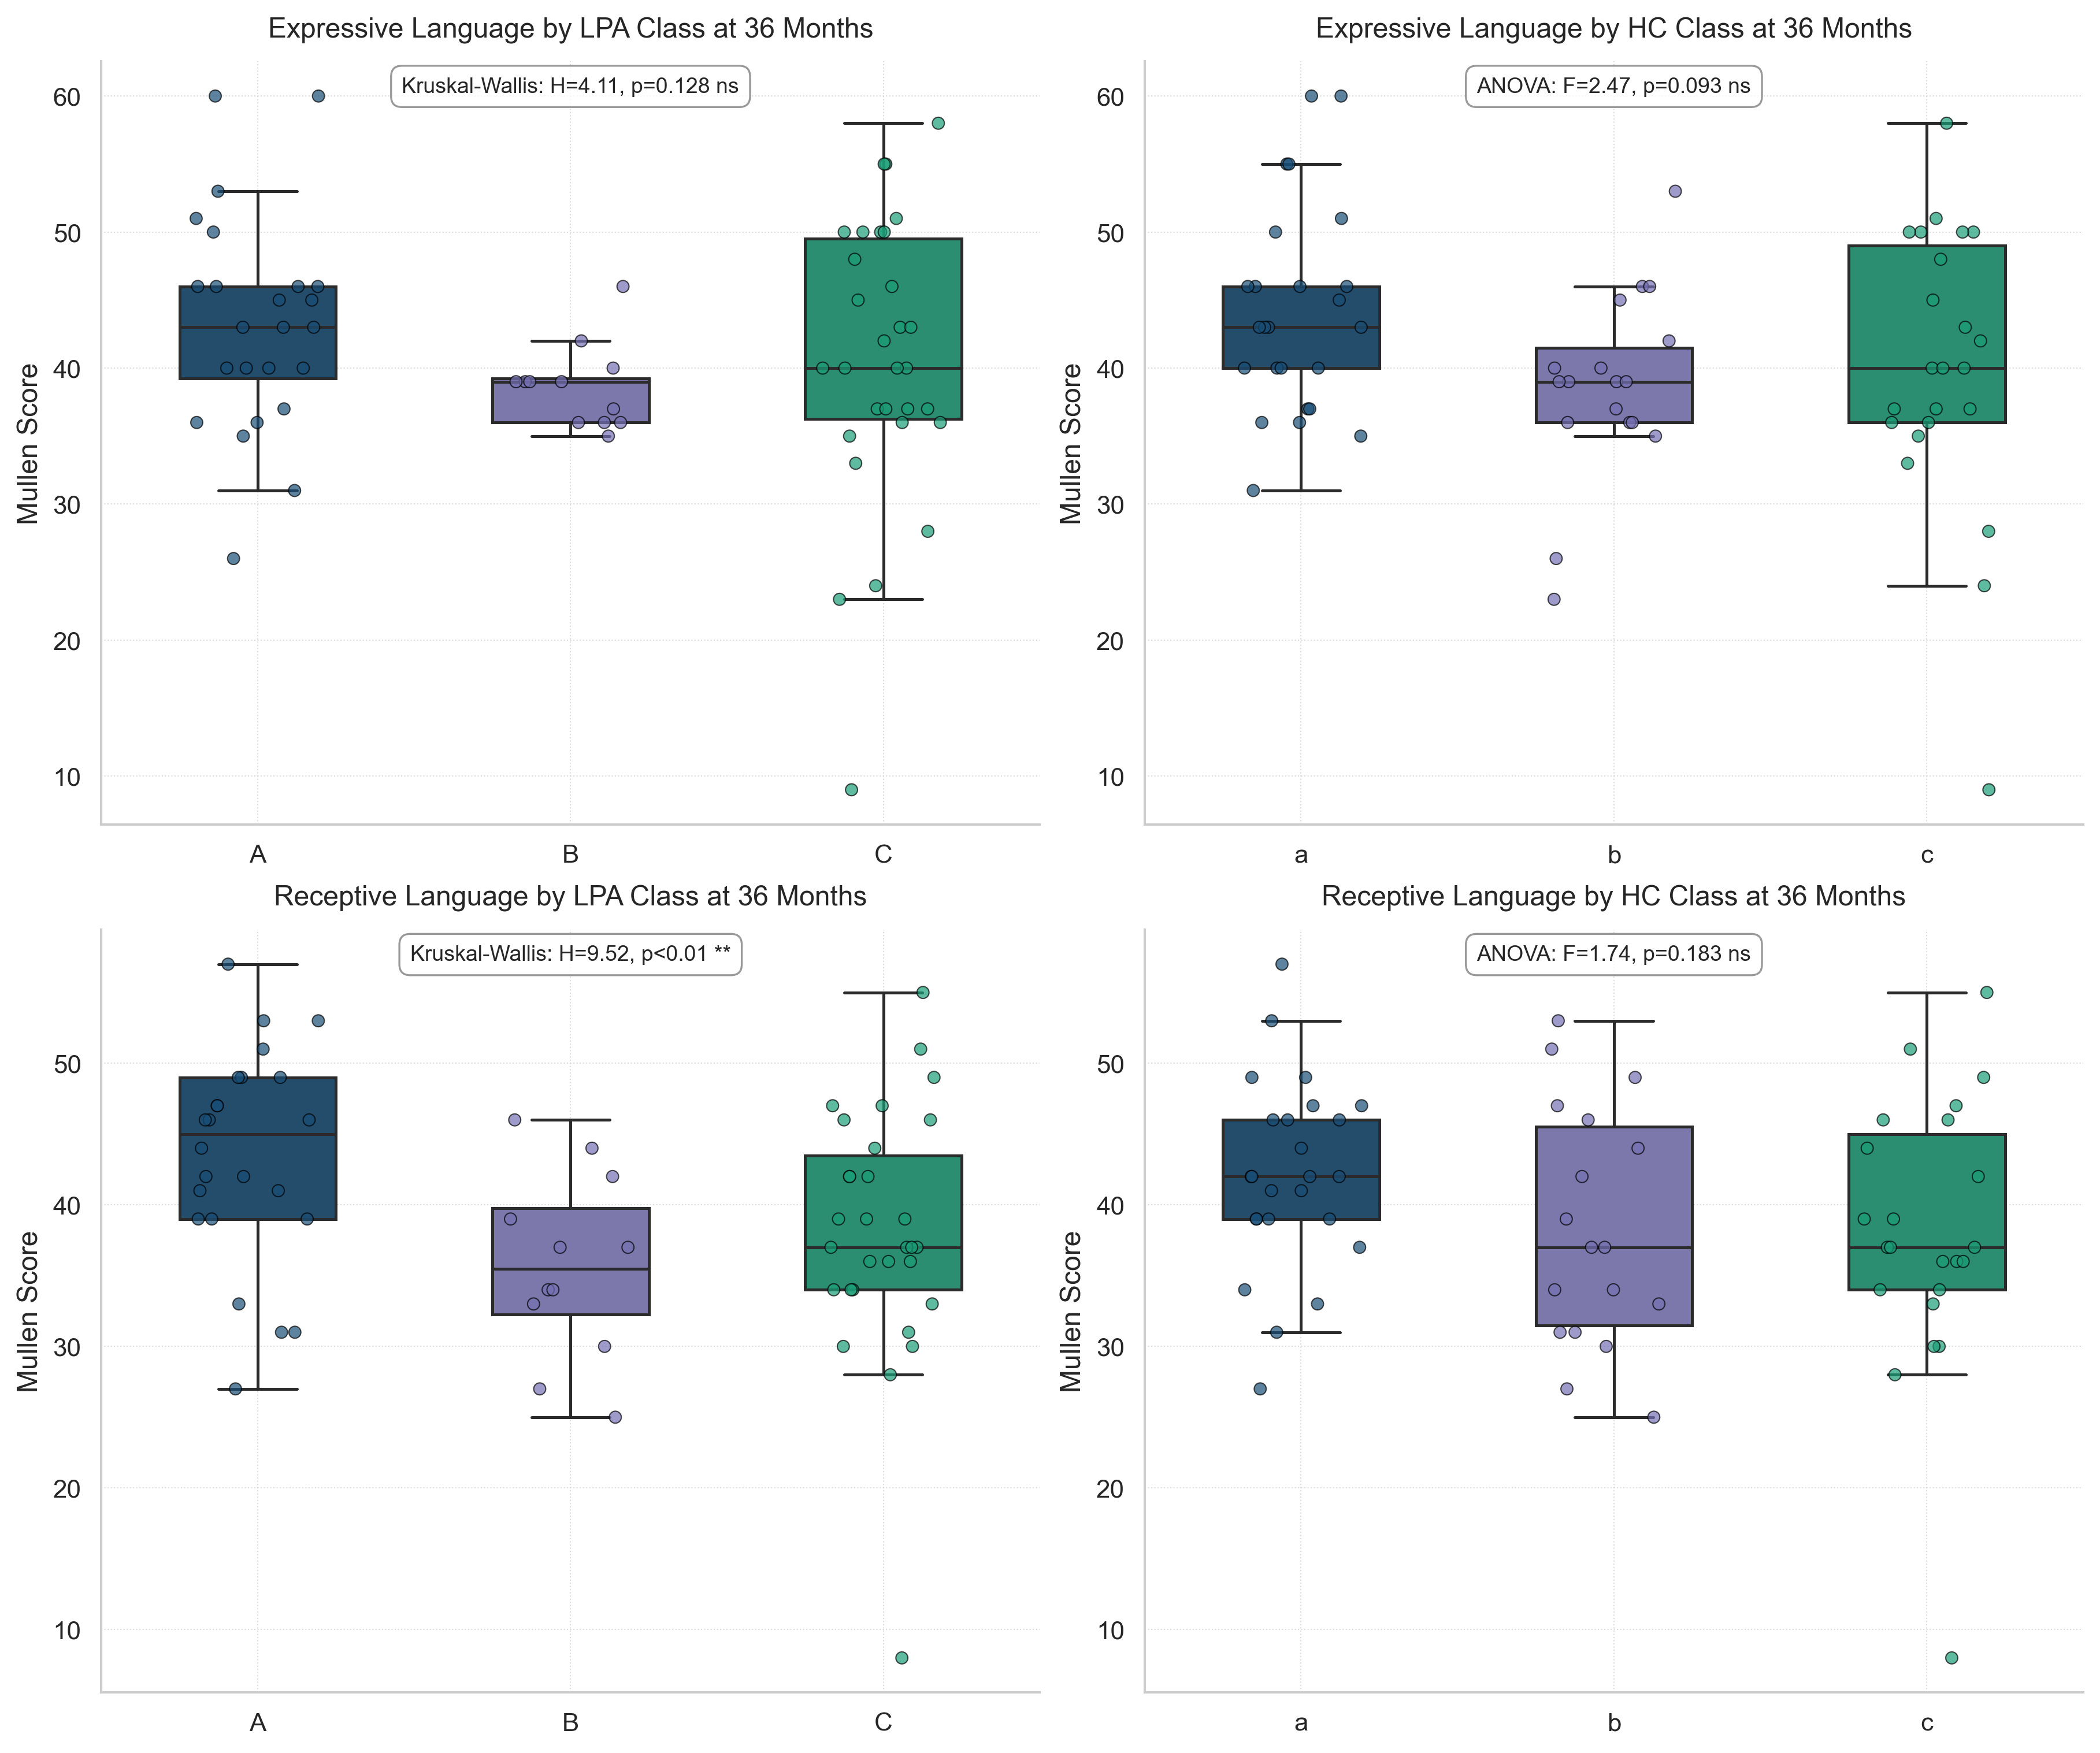 Expressive Language by LPA Class at 36 Months
Kruskal-Wallis: H=4.11, p=0.128 ns
Mullen Score
60
50
40
30
20
10
A B C
Expressive Language by HC Class at 36 Months
ANOVA: F=2.47, p=0.093 ns
Mullen Score
60
50
40
30
20
10
a b c
Receptive Language by LPA Class at 36 Months
Kruskal-Wallis: H=9.52, p<0.01 **
Mullen Score
50
40
30
20
10
A B C
Receptive Language by HC Class at 36 Months
ANOVA: F=1.74, p=0.183 ns
Mullen Score
50
40
30
20
10
a b c